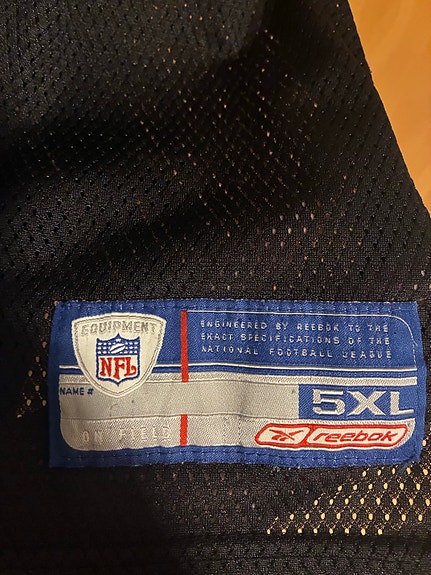 EQUIPMENT
NFL
ENGINEERED BY REEBOK TO THE
EXACT SPECIFICATIONS OF THE
NATIONAL FOOTBALL LEAGUE
NAME #
5XL
ON FIELD
Reebok